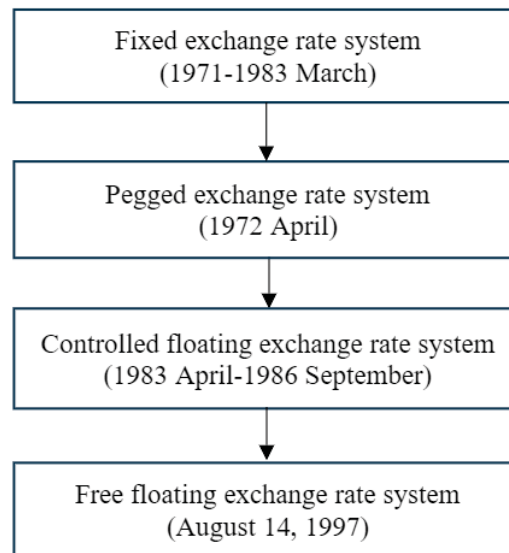 Fixed exchange rate system
(1971-1983 March)
Pegged exchange rate system
(1972 April)
Controlled floating exchange rate system
(1983 April-1986 September)
Free floating exchange rate system
(August 14, 1997)